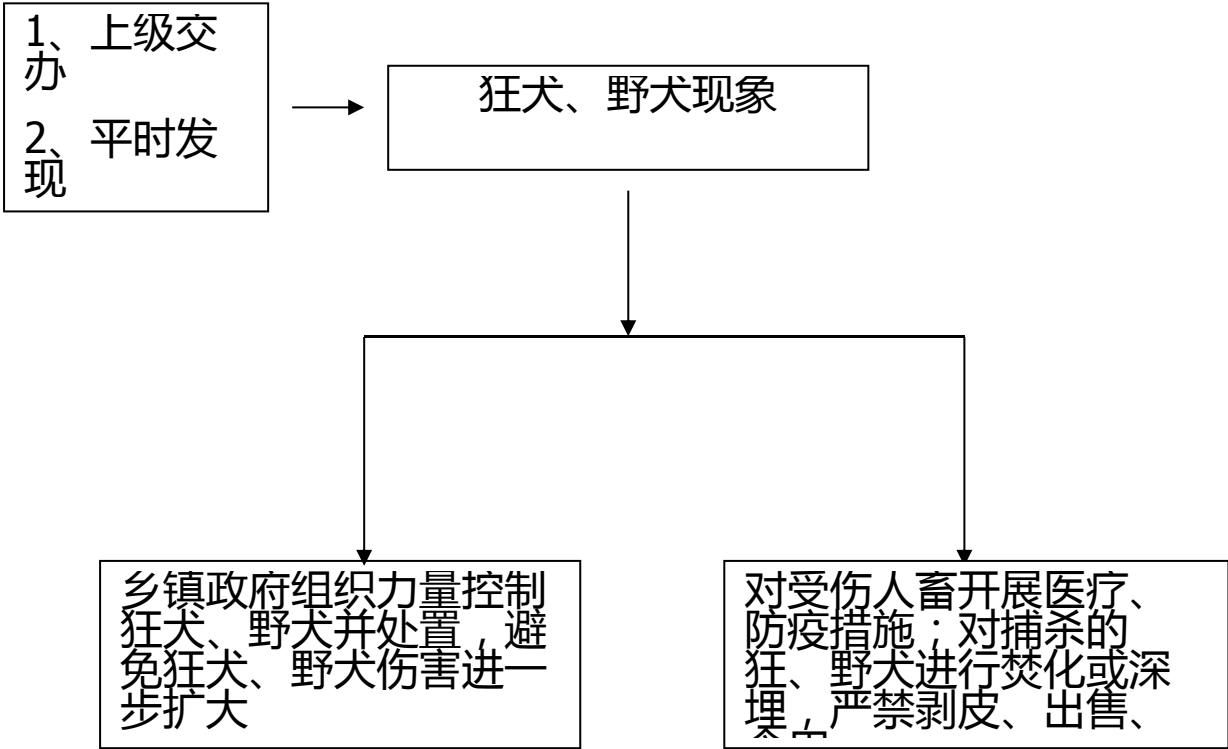 1、上级交
办
2、平时发
现
狂犬、野犬现象
乡镇政府组织力量控制
狂犬、野犬并处置，避
免狂犬、野犬伤害进一
步扩大
对受伤人畜开展医疗、
防疫措施；对捕杀的
狂、野犬进行焚化或深
埋，严禁剥皮、出售、